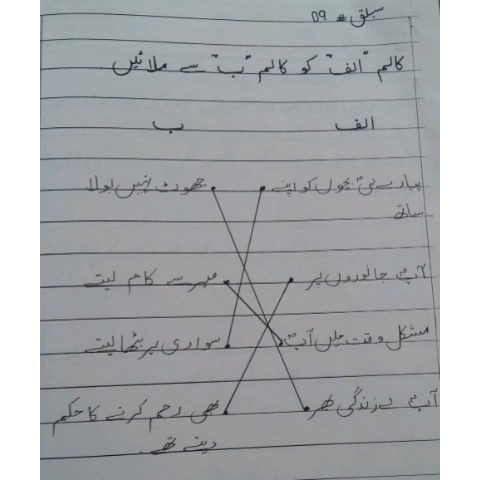 سبق # 09
کالم "الف" کو کالم "ب" سے ملائیں
الف ب
پیارے نبیؐ بچوں کو اپنے جھوٹ نہیں بولا
ساتھ
آپؐ جانوروں پر صبر سے کام لیتے
مشکل وقت میں آپؐ سواری پر بٹھا لیتے
آپؐ نے زندگی بھر بھی رحم کرنے کا حکم
دیتے تھے۔